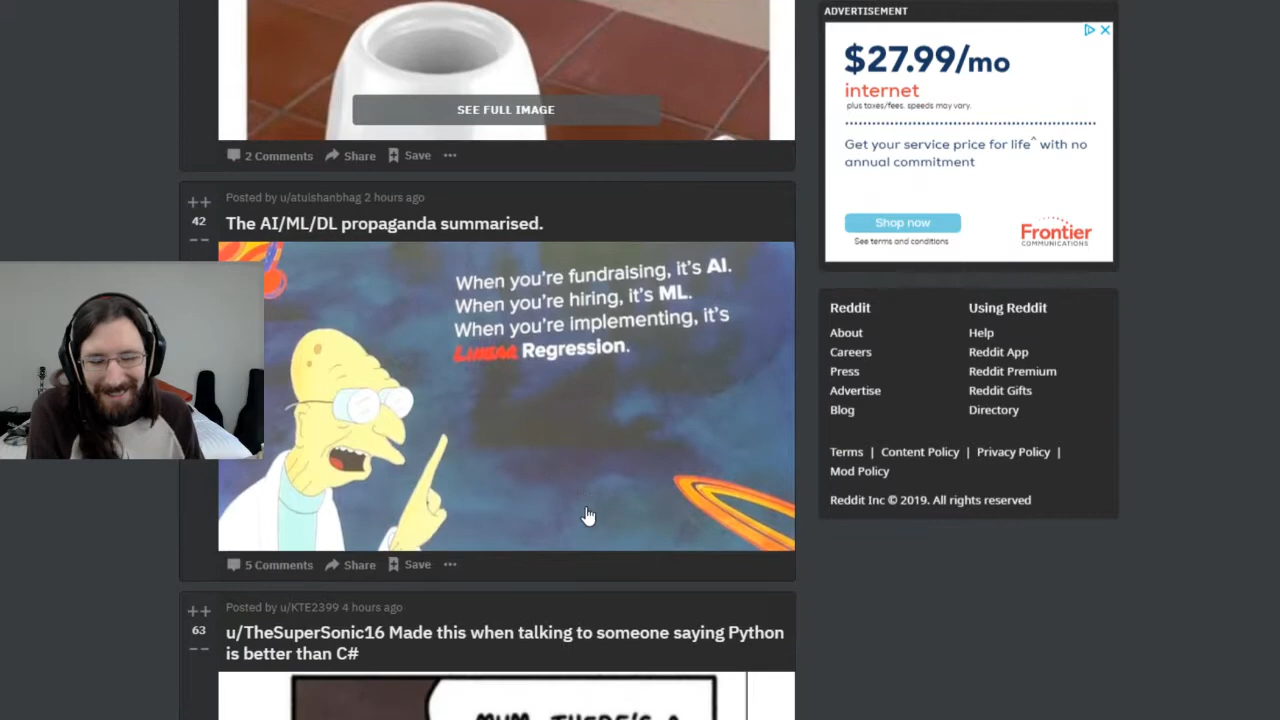 SEE FULL IMAGE
2 Comments Share Save
Posted by u/atulshanbhag 2 hours ago
++
42
--
The AI/ML/DL propaganda summarised.
When you're fundraising, it's AI.
When you're hiring, it's ML.
When you're implementing, it's
LINEAR Regression.
5 Comments Share Save
Posted by u/KTE2399 4 hours ago
++
63
--
u/TheSuperSonic16 Made this when talking to someone saying Python
is better than C#
MUM, THERE'S A
ADVERTISEMENT
$27.99/mo
internet
plus taxes/fees. speeds may vary.
Get your service price for life^ with no
annual commitment
Shop now
See terms and conditions
Frontier
COMMUNICATIONS
Reddit Using Reddit
About Help
Careers Reddit App
Press Reddit Premium
Advertise Reddit Gifts
Blog Directory
Terms | Content Policy | Privacy Policy |
Mod Policy
Reddit Inc © 2019. All rights reserved